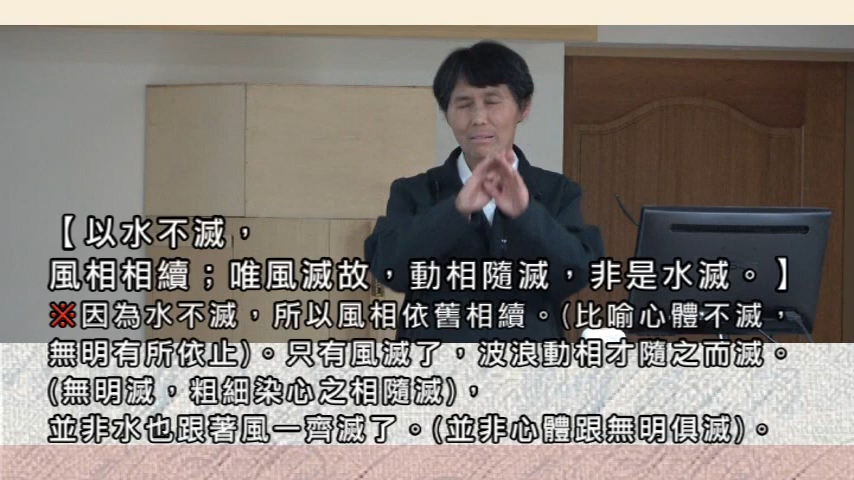 【以水不滅，
風相相續；唯風滅故，動相隨滅，非是水滅。】
※因為水不滅，所以風相依舊相續。(比喻心體不滅，
無明有所依止)。只有風滅了，波浪動相才隨之而滅。
(無明滅，粗細染心之相隨滅)，
並非水也跟著風一齊滅了。(並非心體跟無明俱滅)。